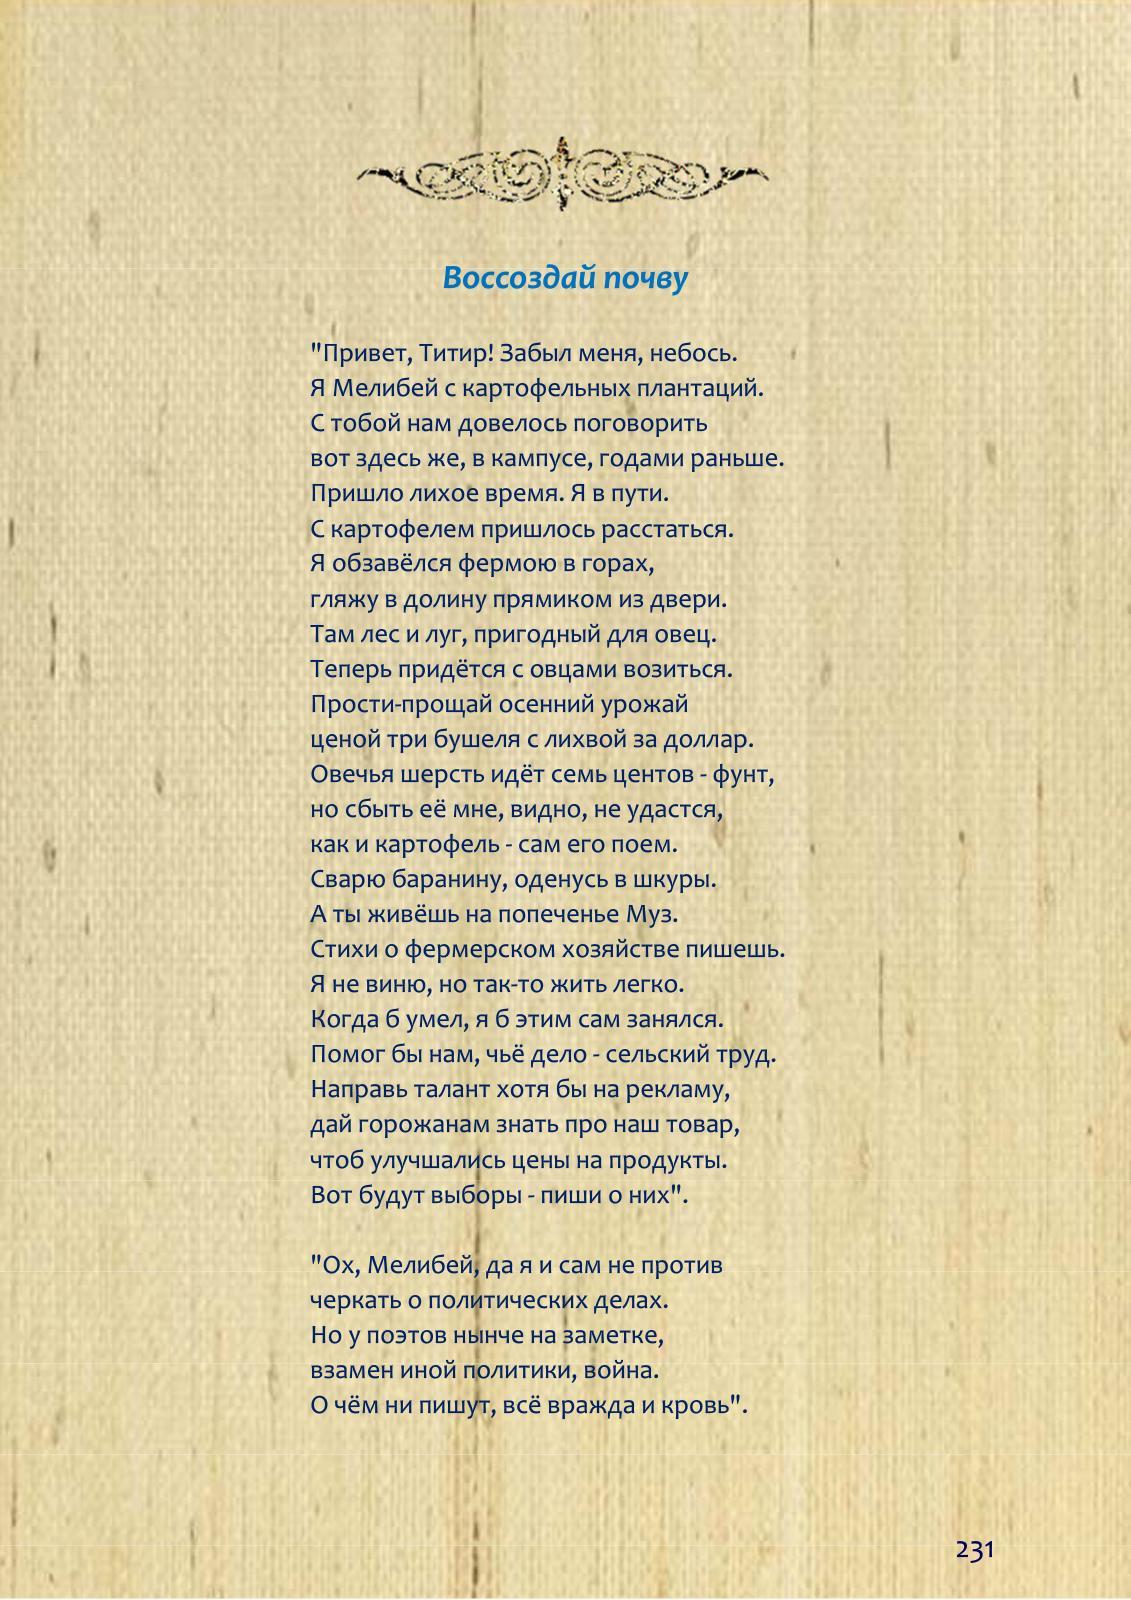 Воссоздай почву
"Привет, Титир! Забыл меня, небось.
Я Мелибей с картофельных плантаций.
С тобой нам довелось поговорить
вот здесь же, в кампусе, годами раньше.
Пришло лихое время. Я в пути.
С картофелем пришлось расстаться.
Я обзавёлся фермою в горах,
гляжу в долину прямиком из двери.
Там лес и луг, пригодный для овец.
Теперь придётся с овцами возиться.
Прости-прощай осенний урожай
ценой три бушеля с лихвой за доллар.
Овечья шерсть идёт семь центов - фунт,
но сбыть её мне, видно, не удастся,
как и картофель - сам его поем.
Сварю баранину, оденусь в шкуры.
А ты живёшь на попеченье Муз.
Стихи о фермерском хозяйстве пишешь.
Я не виню, но так-то жить легко.
Когда б умел, я б этим сам занялся.
Помог бы нам, чьё дело - сельский труд.
Направь талант хотя бы на рекламу,
дай горожанам знать про наш товар,
чтоб улучшались цены на продукты.
Вот будут выборы - пиши о них".
"Ох, Мелибей, да я и сам не против
черкать о политических делах.
Но у поэтов нынче на заметке,
взамен иной политики, война.
О чём ни пишут, всё вражда и кровь".
231